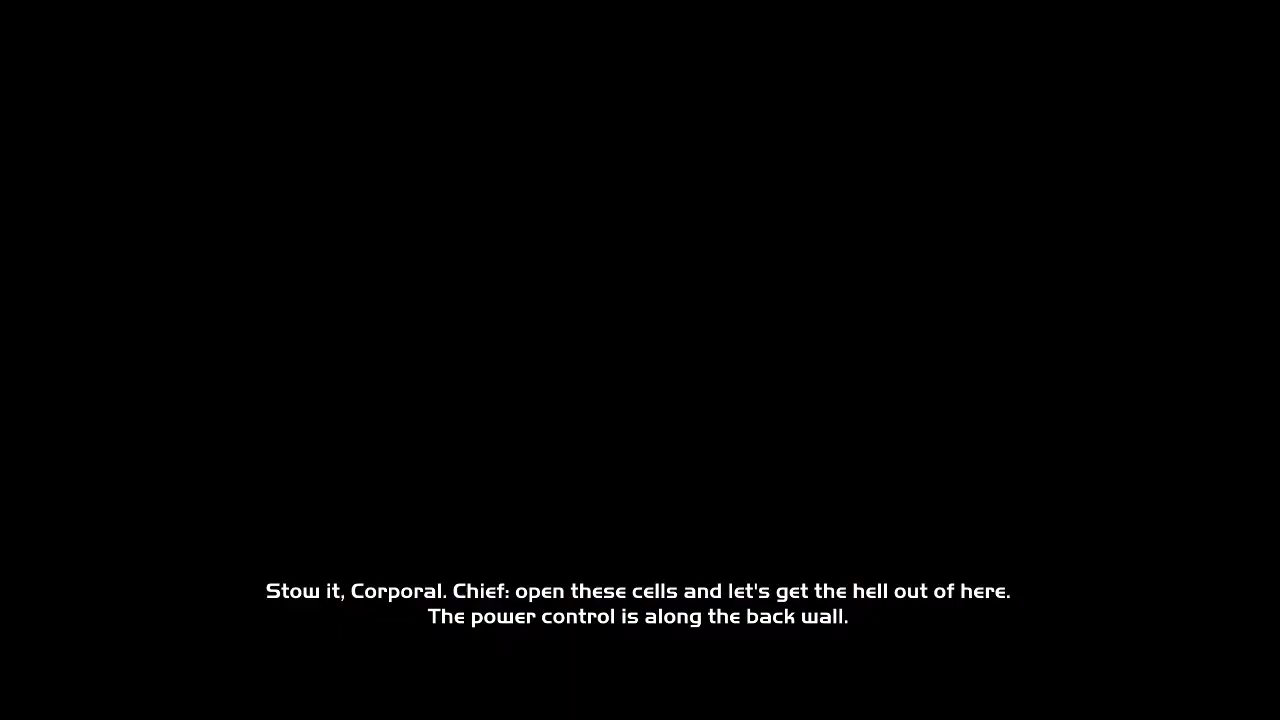 Stow it, Corporal. Chief: open these cells and let's get the hell out of here.
The power control is along the back wall.